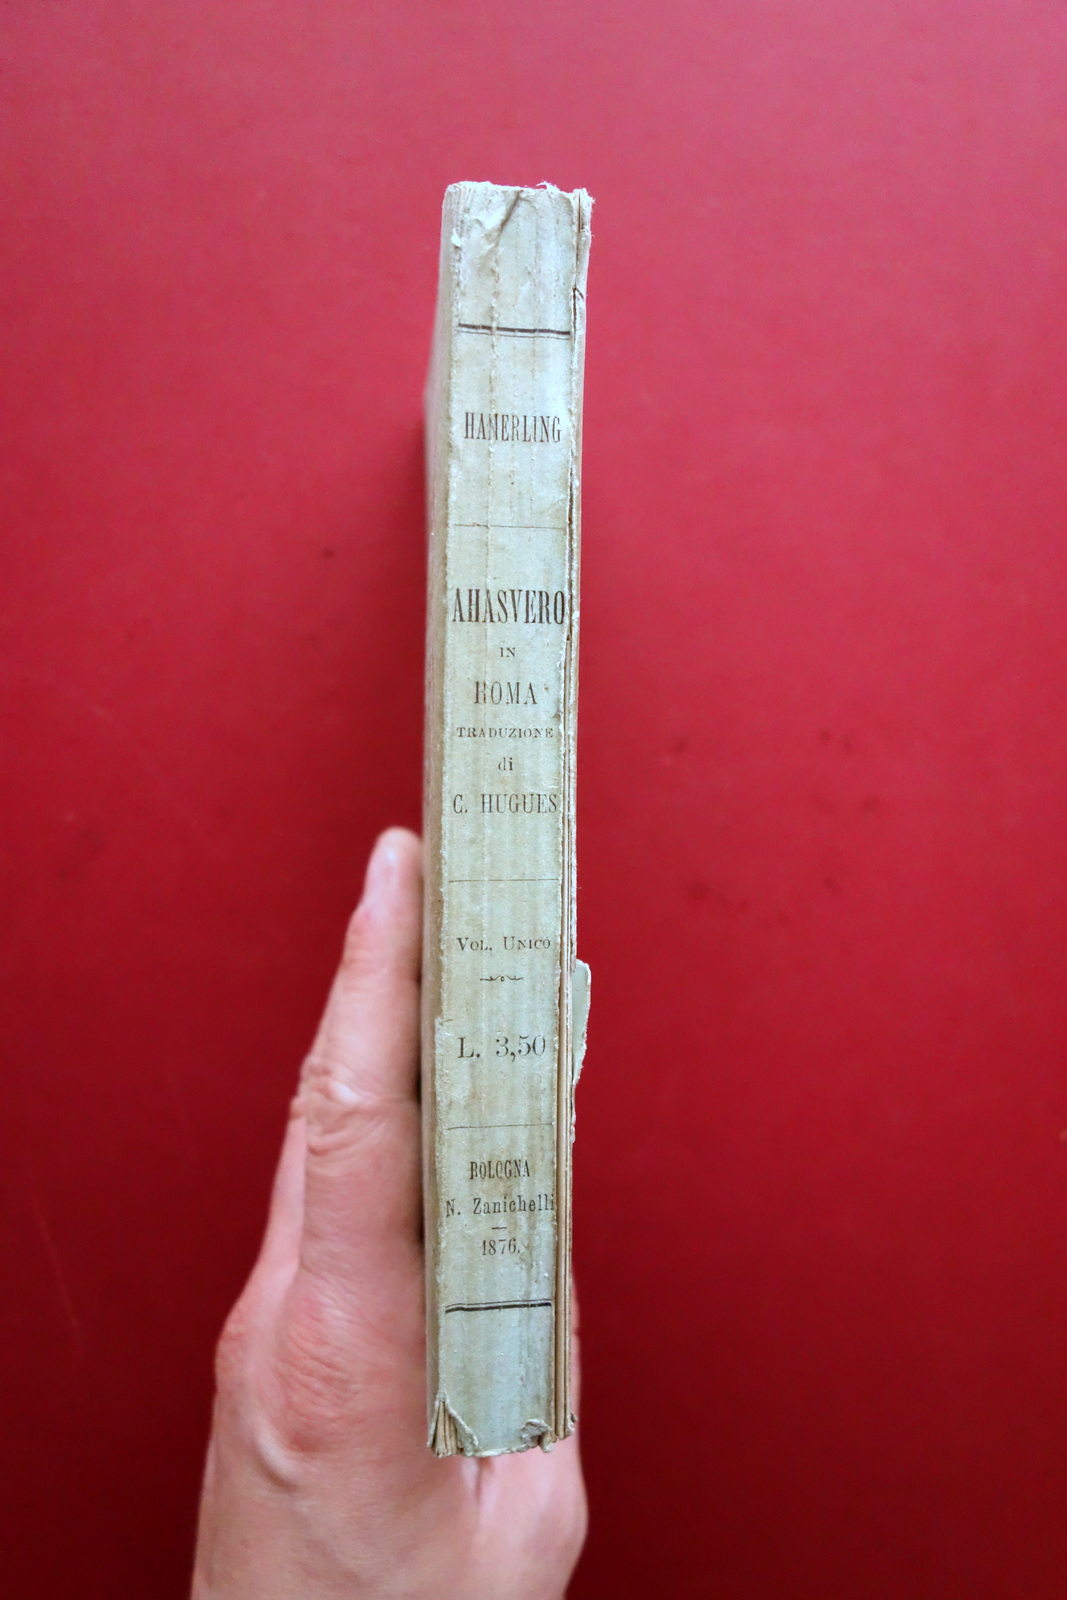 HAMERLING
AHASVERO
IN
ROMA
TRADUZIONE
di
C. HUGUES
VOL. UNICO
L. 3,50
BOLOGNA
N. Zanichelli
1876.